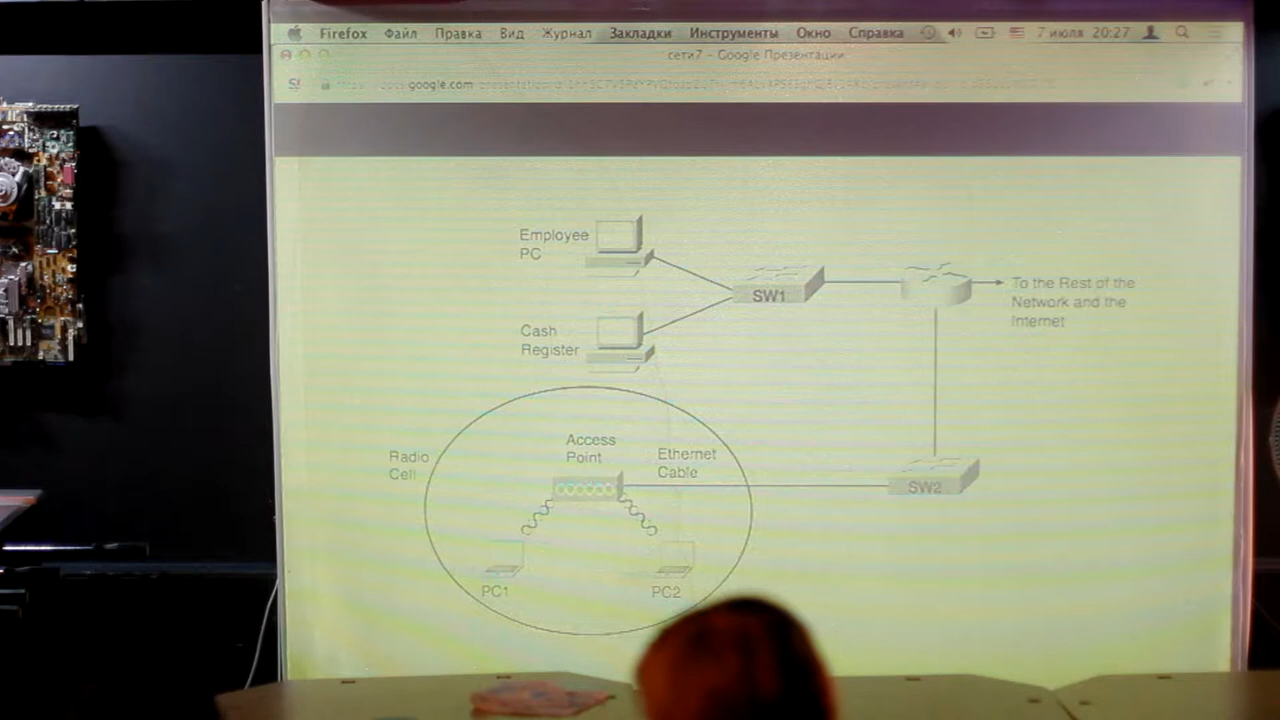 Firefox Файл Правка Вид Журнал Закладки Инструменты Окно Справка 7 июля 20:27
сети7 - Google Презентации
google.com
Employee
PC
SW1
To the Rest of the
Network and the
Internet
Cash
Register
Radio
Cell
Access
Point
Ethernet
Cable
SW2
PC1
PC2